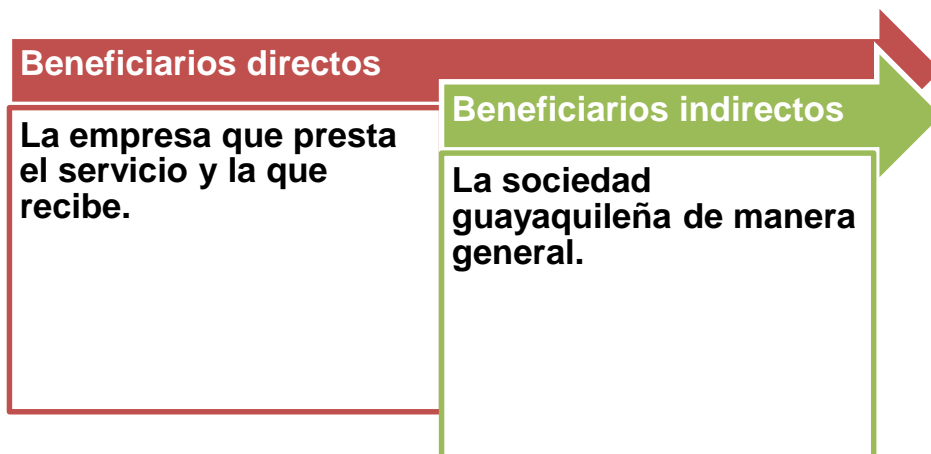 Beneficiarios directos
La empresa que presta
el servicio y la que
recibe.
Beneficiarios indirectos
La sociedad
guayaquileña de manera
general.